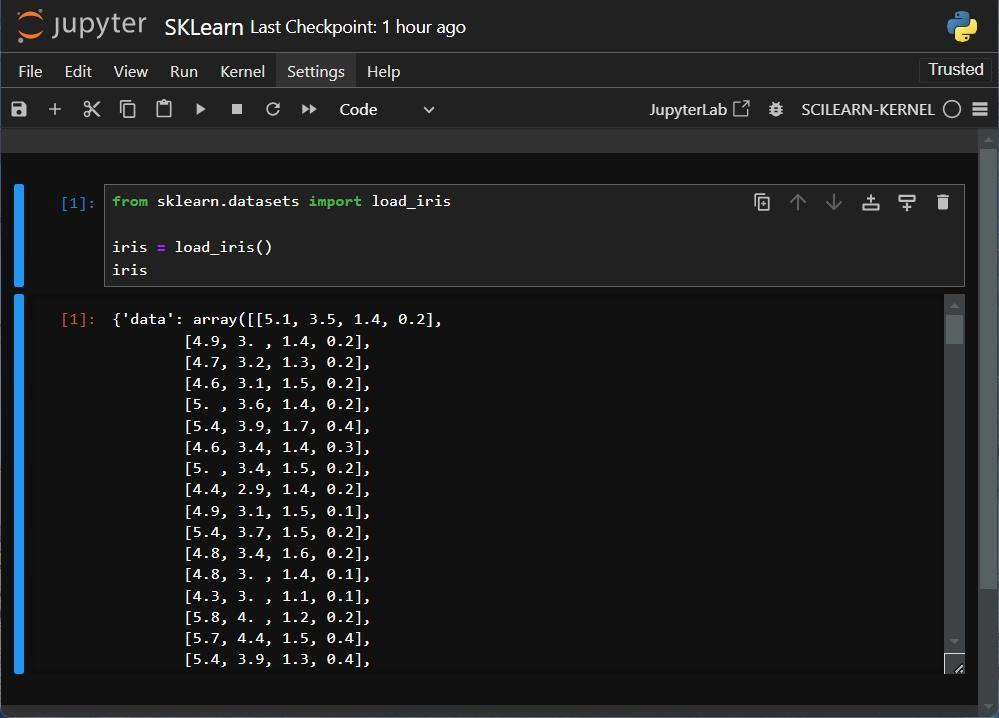 jupyter SKLearn Last Checkpoint: 1 hour ago
File Edit View Run Kernel Settings Help Trusted
Code JupyterLab SCILEARN-KERNEL
[1]: from sklearn.datasets import load_iris
iris = load_iris()
iris
[1]: {'data': array([[5.1, 3.5, 1.4, 0.2],
[4.9, 3. , 1.4, 0.2],
[4.7, 3.2, 1.3, 0.2],
[4.6, 3.1, 1.5, 0.2],
[5. , 3.6, 1.4, 0.2],
[5.4, 3.9, 1.7, 0.4],
[4.6, 3.4, 1.4, 0.3],
[5. , 3.4, 1.5, 0.2],
[4.4, 2.9, 1.4, 0.2],
[4.9, 3.1, 1.5, 0.1],
[5.4, 3.7, 1.5, 0.2],
[4.8, 3.4, 1.6, 0.2],
[4.8, 3. , 1.4, 0.1],
[4.3, 3. , 1.1, 0.1],
[5.8, 4. , 1.2, 0.2],
[5.7, 4.4, 1.5, 0.4],
[5.4, 3.9, 1.3, 0.4],